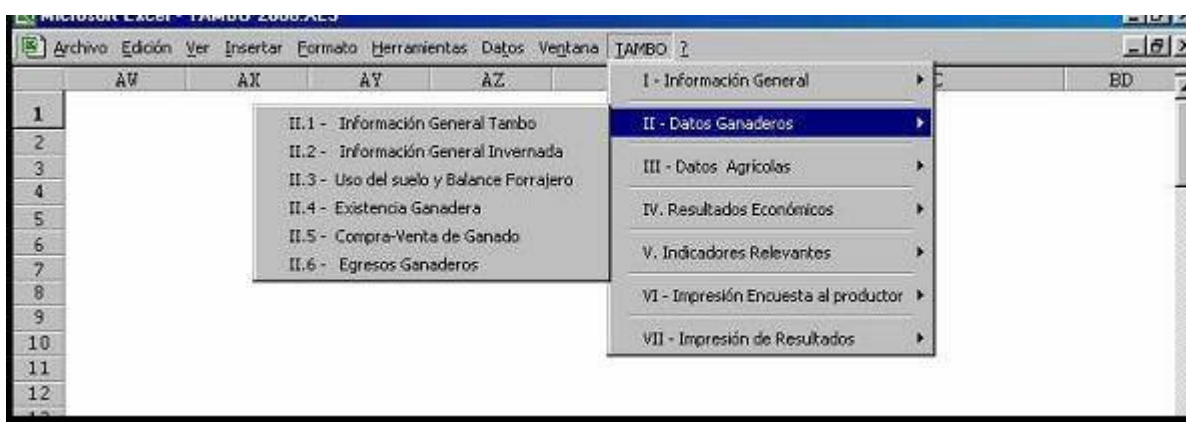 Microsoft Excel - TAMBO 2000.XLS
Archivo Edición Ver Insertar Formato Herramientas Datos Ventana TAMBO ?
AW AX AY AZ BD
I - Información General
II - Datos Ganaderos
III - Datos Agrícolas
IV. Resultados Económicos
V. Indicadores Relevantes
VI - Impresión Encuesta al productor
VII - Impresión de Resultados
II.1 - Información General Tambo
II.2 - Información General Invernada
II.3 - Uso del suelo y Balance Forrajero
II.4 - Existencia Ganadera
II.5 - Compra-Venta de Ganado
II.6 - Egresos Ganaderos
1
2
3
4
5
6
7
8
9
10
11
12